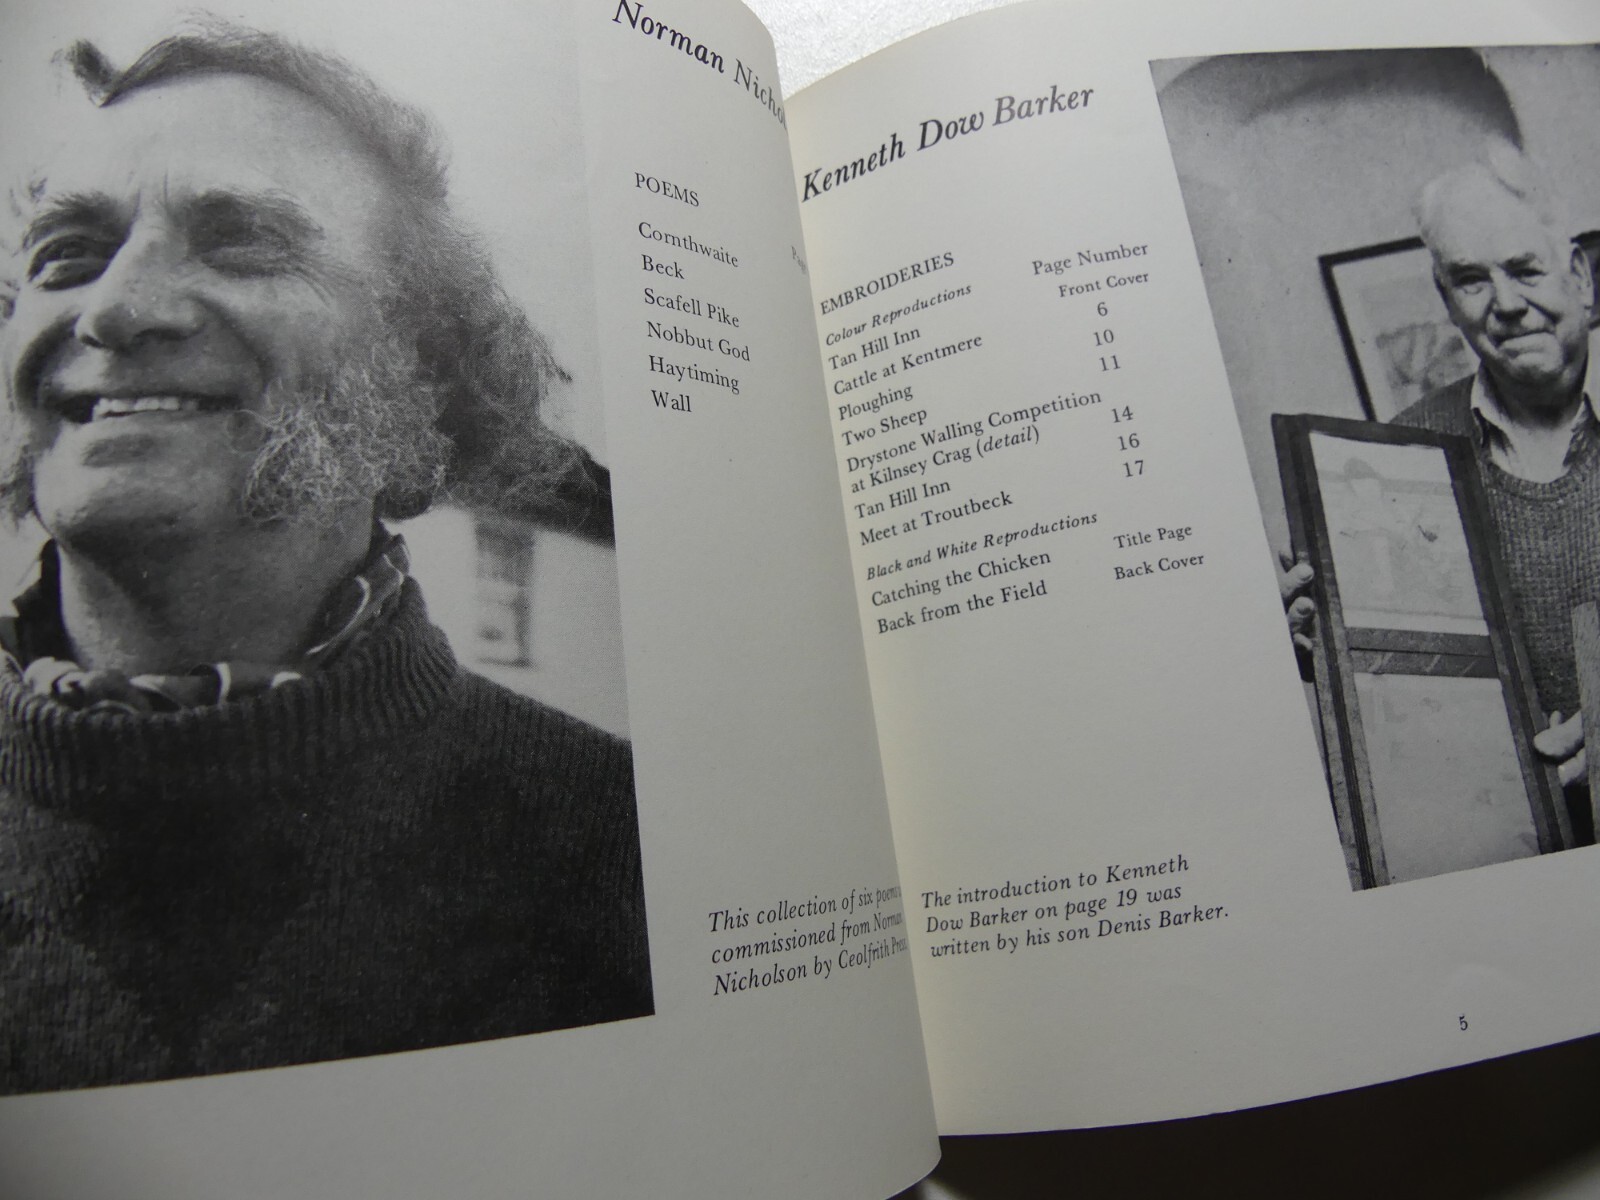 Norman
POEMS
Cornthwaite
Beck
Scafell Pike
Nobbut God
Haytiming
Wall
This collection of six
commissioned from
Nicholson by Ceolfrith
Kenneth Dow Barker
EMBROIDERIES Page Number
Colour Reproductions Front Cover
Tan Hill Inn 6
Cattle at Kentmere 10
Ploughing 11
Two Sheep
Drystone Walling Competition
at Kilnsey Crag (detail) 14
Tan Hill Inn 16
Meet at Troutbeck 17
Black and White Reproductions
Catching the Chicken Title Page
Back from the Field Back Cover
The introduction to Kenneth
Dow Barker on page 19 was
written by his son Denis Barker.
5